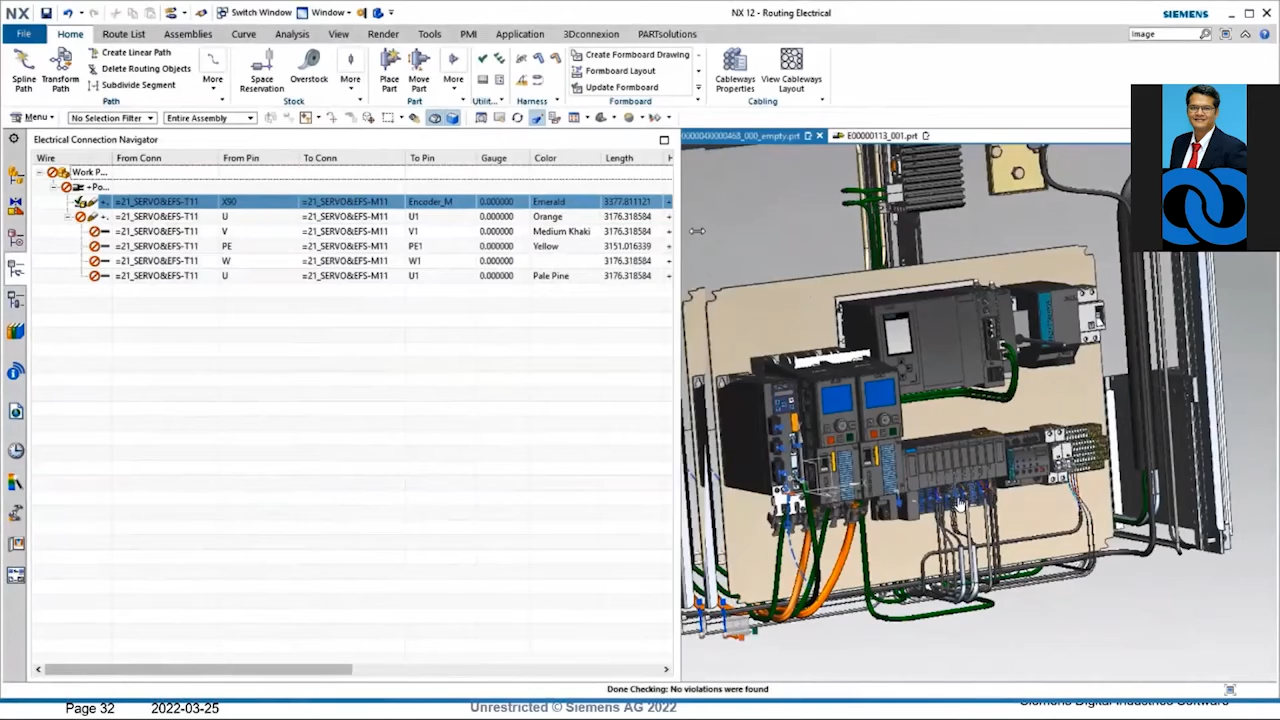 NX
Switch Window
Window
NX 12 - Routing Electrical
SIEMENS
File
Home
Route List
Assemblies
Curve
Analysis
View
Render
Tools
PMI
Application
3Dconnexion
PARTsolutions
Image
Spline Path
Transform Path
Create Linear Path
Delete Routing Objects
Subdivide Segment
More
Space Reservation
Overstock
More
Place Part
Move Part
More
Create Formboard Drawing
Formboard Layout
Update Formboard
Cableways Properties
View Cableways Layout
Path
Stock
Part
Utilit...
Harness
Formboard
Cabling
Menu
No Selection Filter
Entire Assembly
Electrical Connection Navigator
0000400000468_000_empty.prt
E00000113_001.prt
Wire From Conn From Pin To Conn To Pin Gauge Color Length
Work P...
+Po...
=21_SERVO&EFS-T11 X90 =21_SERVO&EFS-M11 Encoder_M 0.000000 Emerald 3377.811121
=21_SERVO&EFS-T11 U =21_SERVO&EFS-M11 U1 0.000000 Orange 3176.318584
=21_SERVO&EFS-T11 V =21_SERVO&EFS-M11 V1 0.000000 Medium Khaki 3176.318584
=21_SERVO&EFS-T11 PE =21_SERVO&EFS-M11 PE1 0.000000 Yellow 3151.016339
=21_SERVO&EFS-T11 W =21_SERVO&EFS-M11 W1 0.000000 3176.318584
=21_SERVO&EFS-T11 U =21_SERVO&EFS-M11 U1 0.000000 Pale Pine 3176.318584
Done Checking: No violations were found
Page 32
2022-03-25
Unrestricted © Siemens AG 2022
Siemens Digital Industries Software